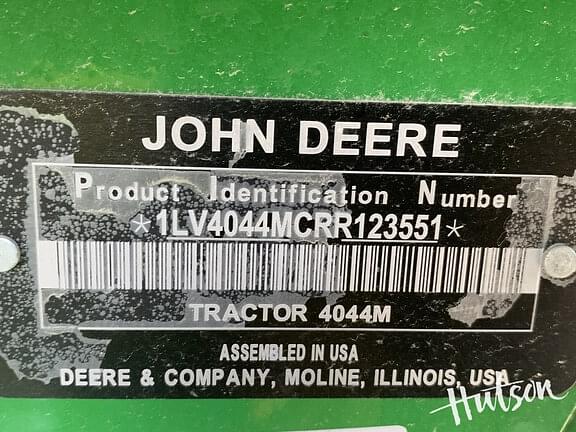 JOHN DEERE
Product Identification Number
*1LV4044MCRR123551*
TRACTOR 4044M
ASSEMBLED IN USA
DEERE & COMPANY, MOLINE, ILLINOIS, USA
Hutson